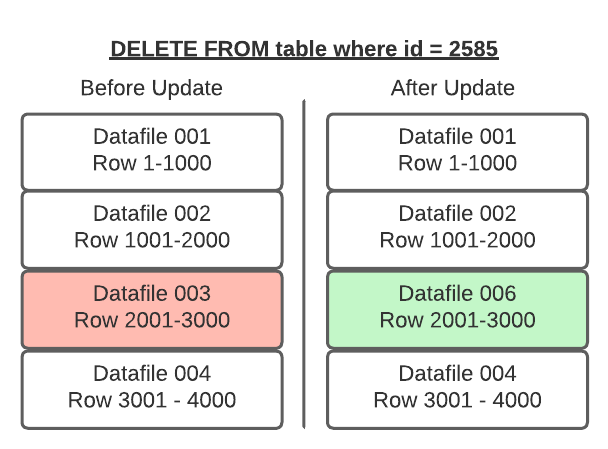 DELETE FROM table where id = 2585
Before Update
Datafile 001
Row 1-1000
Datafile 002
Row 1001-2000
Datafile 003
Row 2001-3000
Datafile 004
Row 3001 - 4000
After Update
Datafile 001
Row 1-1000
Datafile 002
Row 1001-2000
Datafile 006
Row 2001-3000
Datafile 004
Row 3001 - 4000